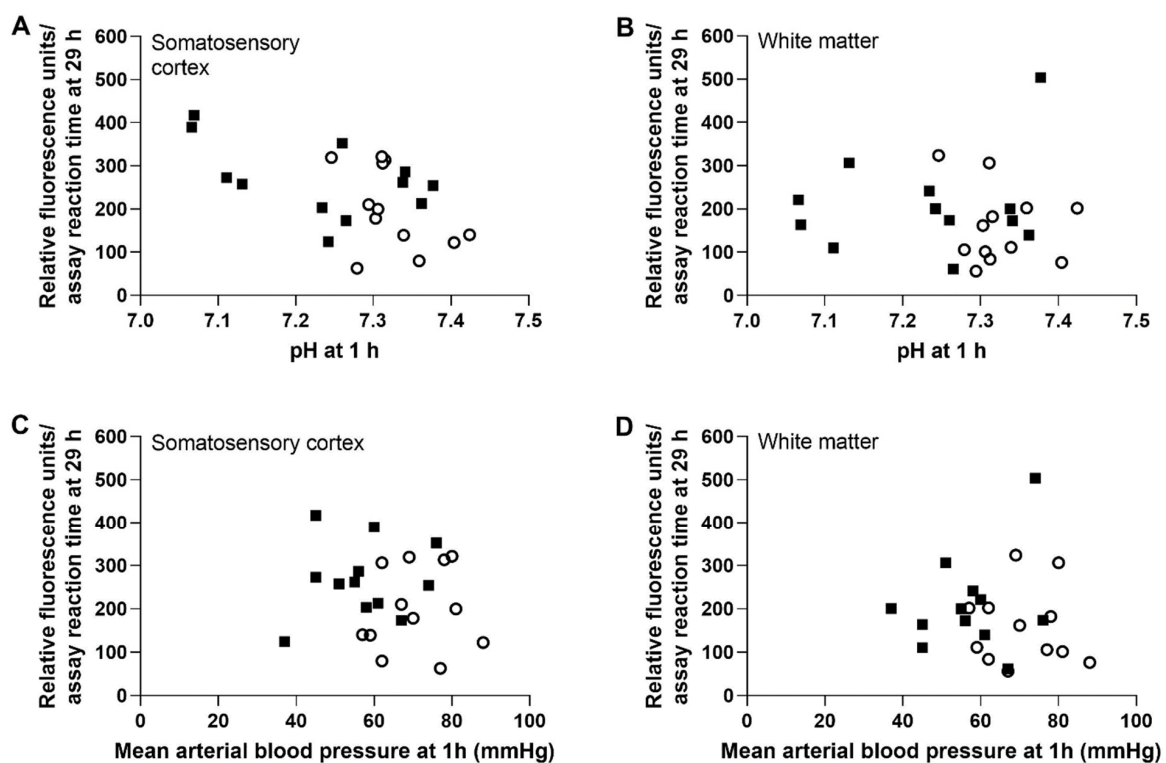 A
Somatosensory
cortex
Relative fluorescence units/
assay reaction time at 29 h
600
500
400
300
200
100
0
7.0 7.1 7.2 7.3 7.4 7.5
pH at 1 h
B
White matter
Relative fluorescence units/
assay reaction time at 29 h
600
500
400
300
200
100
0
7.0 7.1 7.2 7.3 7.4 7.5
pH at 1 h
C
Somatosensory cortex
Relative fluorescence units/
assay reaction time at 29 h
600
500
400
300
200
100
0
0 20 40 60 80 100
Mean arterial blood pressure at 1h (mmHg)
D
White matter
Relative fluorescence units/
assay reaction time at 29 h
600
500
400
300
200
100
0
0 20 40 60 80 100
Mean arterial blood pressure at 1h (mmHg)